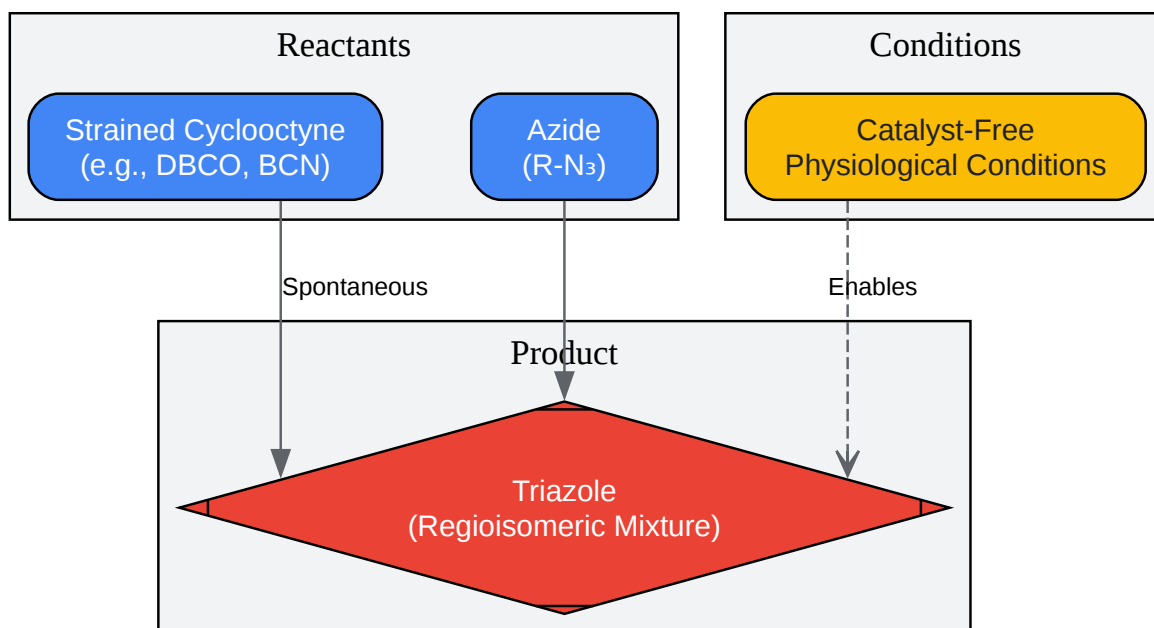 Reactants
Conditions
Strained Cyclooctyne
(e.g., DBCO, BCN)
Azide
(R-N₃)
Catalyst-Free
Physiological Conditions
Spontaneous
Enables
Product
Triazole
(Regioisomeric Mixture)